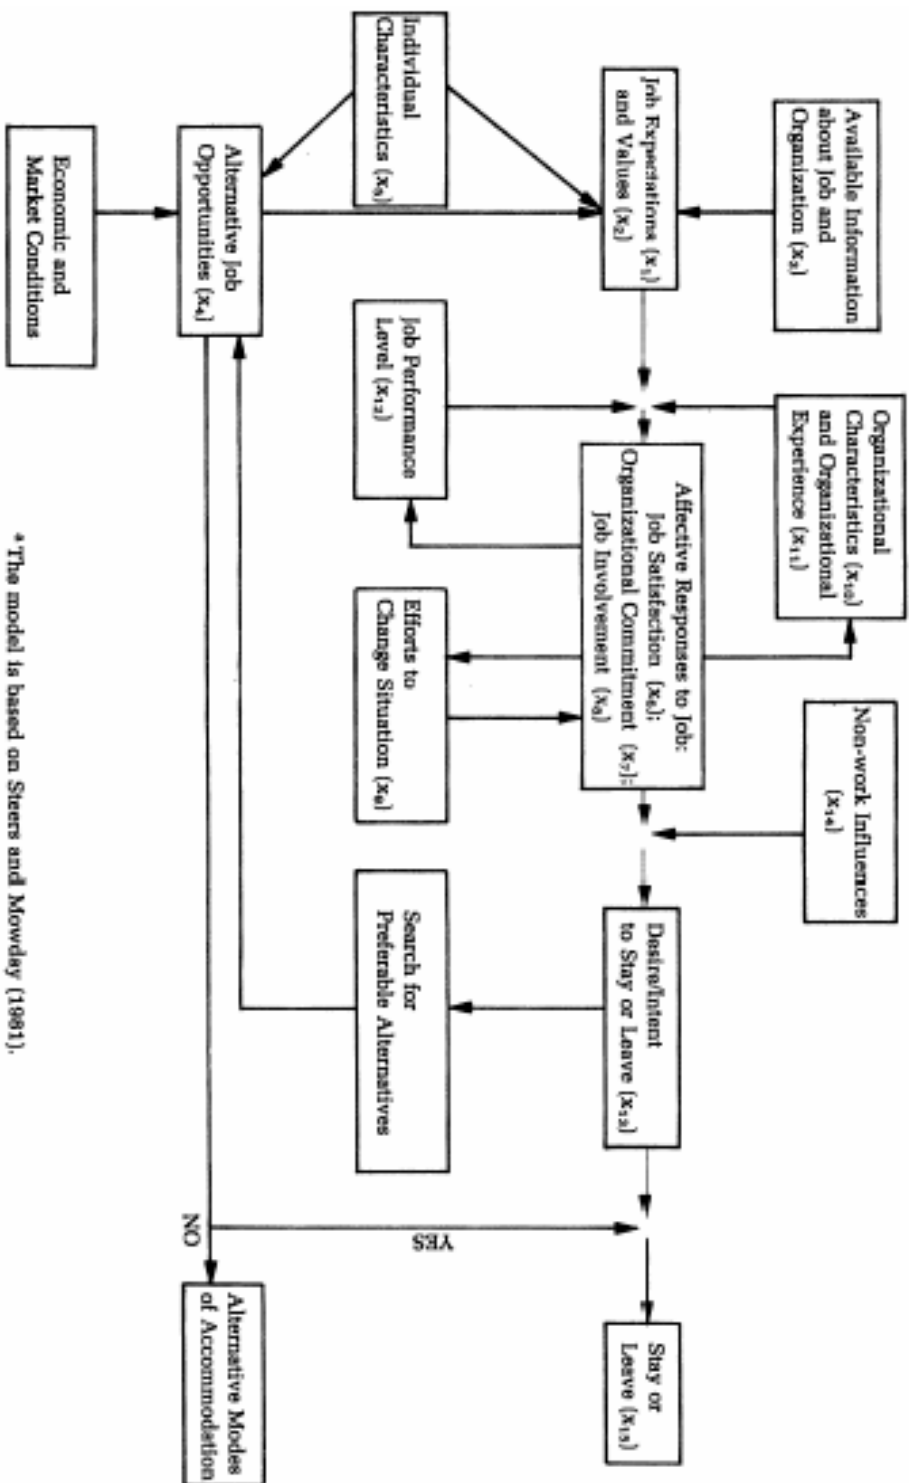 Available Information
about Job and
Organization (x₃)
Organizational
Characteristics (x₁₀)
and Organizational
Experience (x₁₁)
Non-work Influences
(x₁₄)
Job Expectations (x₁)
and Values (x₂)
Affective Responses to Job:
Job Satisfaction (x₆);
Organizational Commitment (x₇);
Job Involvement (x₈)
Desire/Intent
to Stay or Leave (x₁₃)
Stay or
Leave (x₁₅)
Individual
Characteristics
Job Performance
Level (x₁₂)
Efforts to
Change Situation (x₉)
Search for
Preferable Alternatives
YES
Alternative Job
Opportunities (x₄)
NO
Alternative Modes
of Accommodation
Economic and
Market Conditions
ᵃ The model is based on Steers and Mowday (1981).